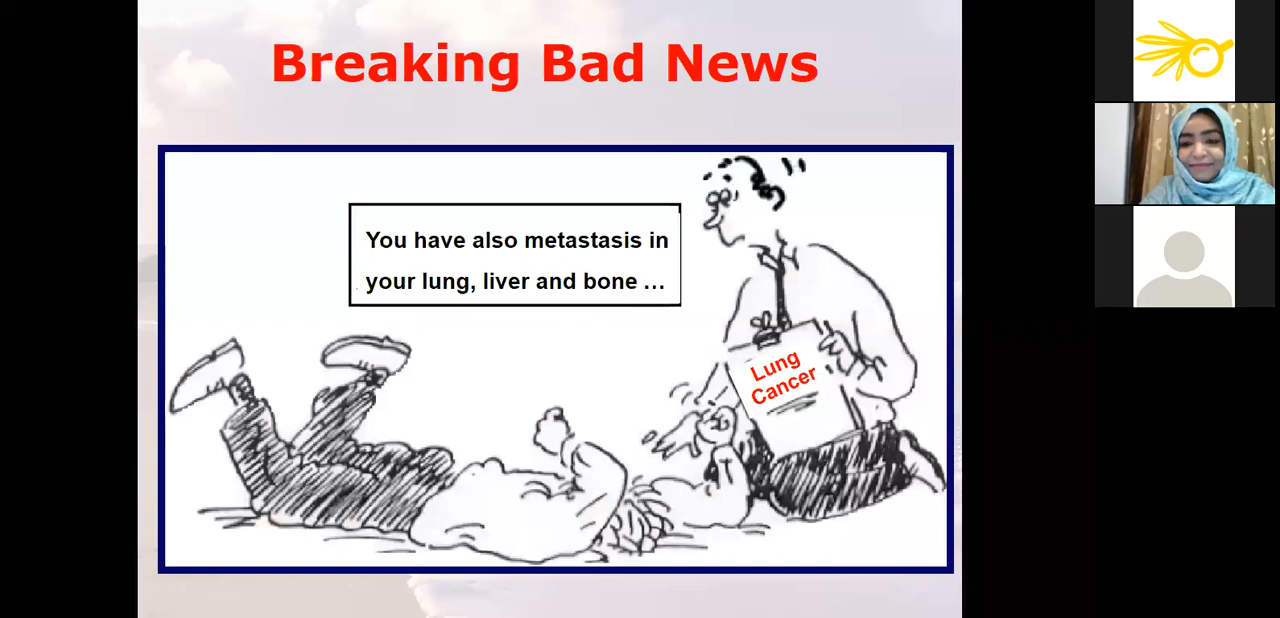 Breaking Bad News
You have also metastasis in
your lung, liver and bone ...
Lung
Cancer